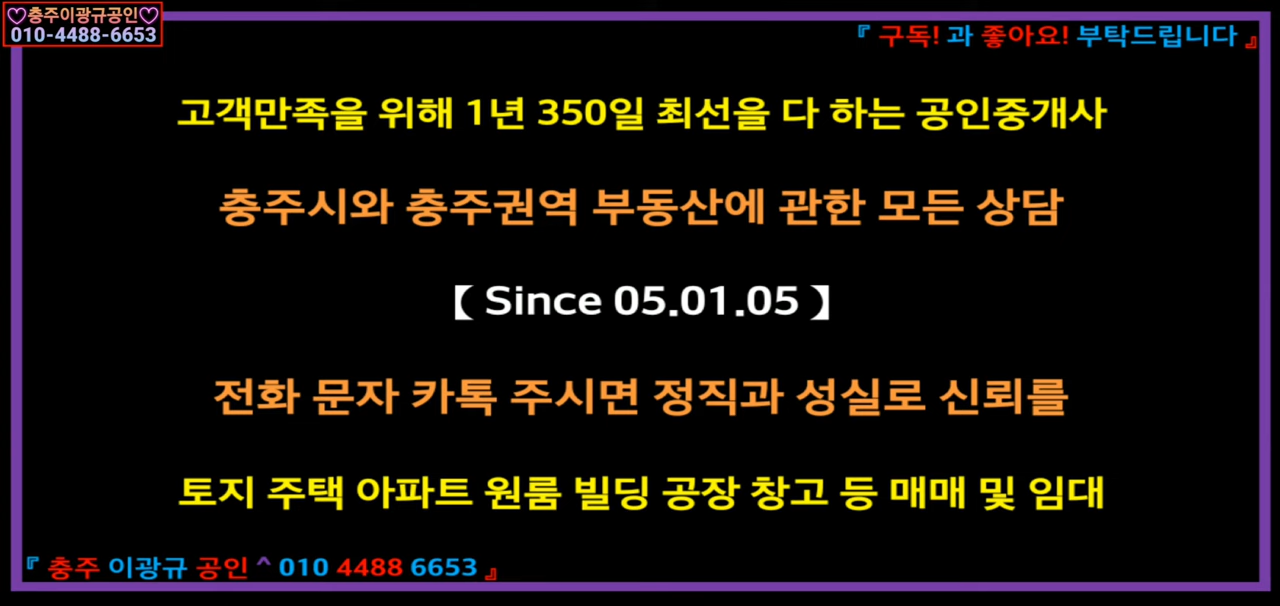 ♡충주이광규공인♡
010-4488-6653
『 구독! 과 좋아요! 부탁드립니다 』
고객만족을 위해 1년 350일 최선을 다 하는 공인중개사
충주시와 충주권역 부동산에 관한 모든 상담
【 Since 05.01.05 】
전화 문자 카톡 주시면 정직과 성실로 신뢰를
토지 주택 아파트 원룸 빌딩 공장 창고 등 매매 및 임대
『 충주 이광규 공인 ^ 010 4488 6653 』